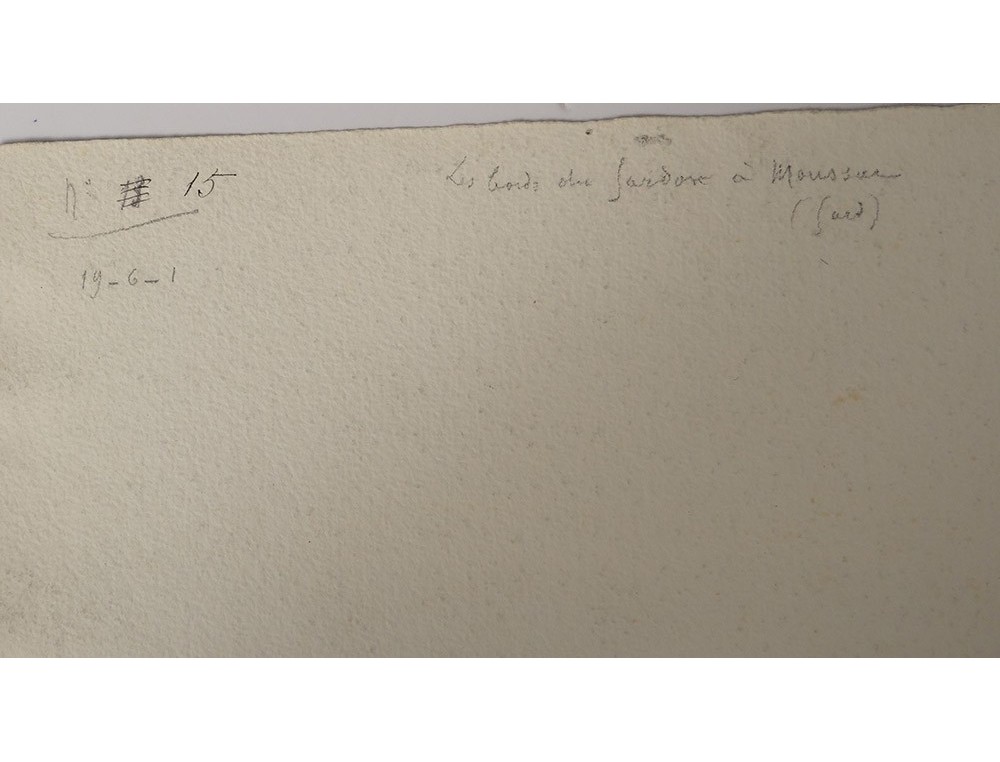 N° 15
Les bords du Gardon à Moussac
(Gard)
19-6-1